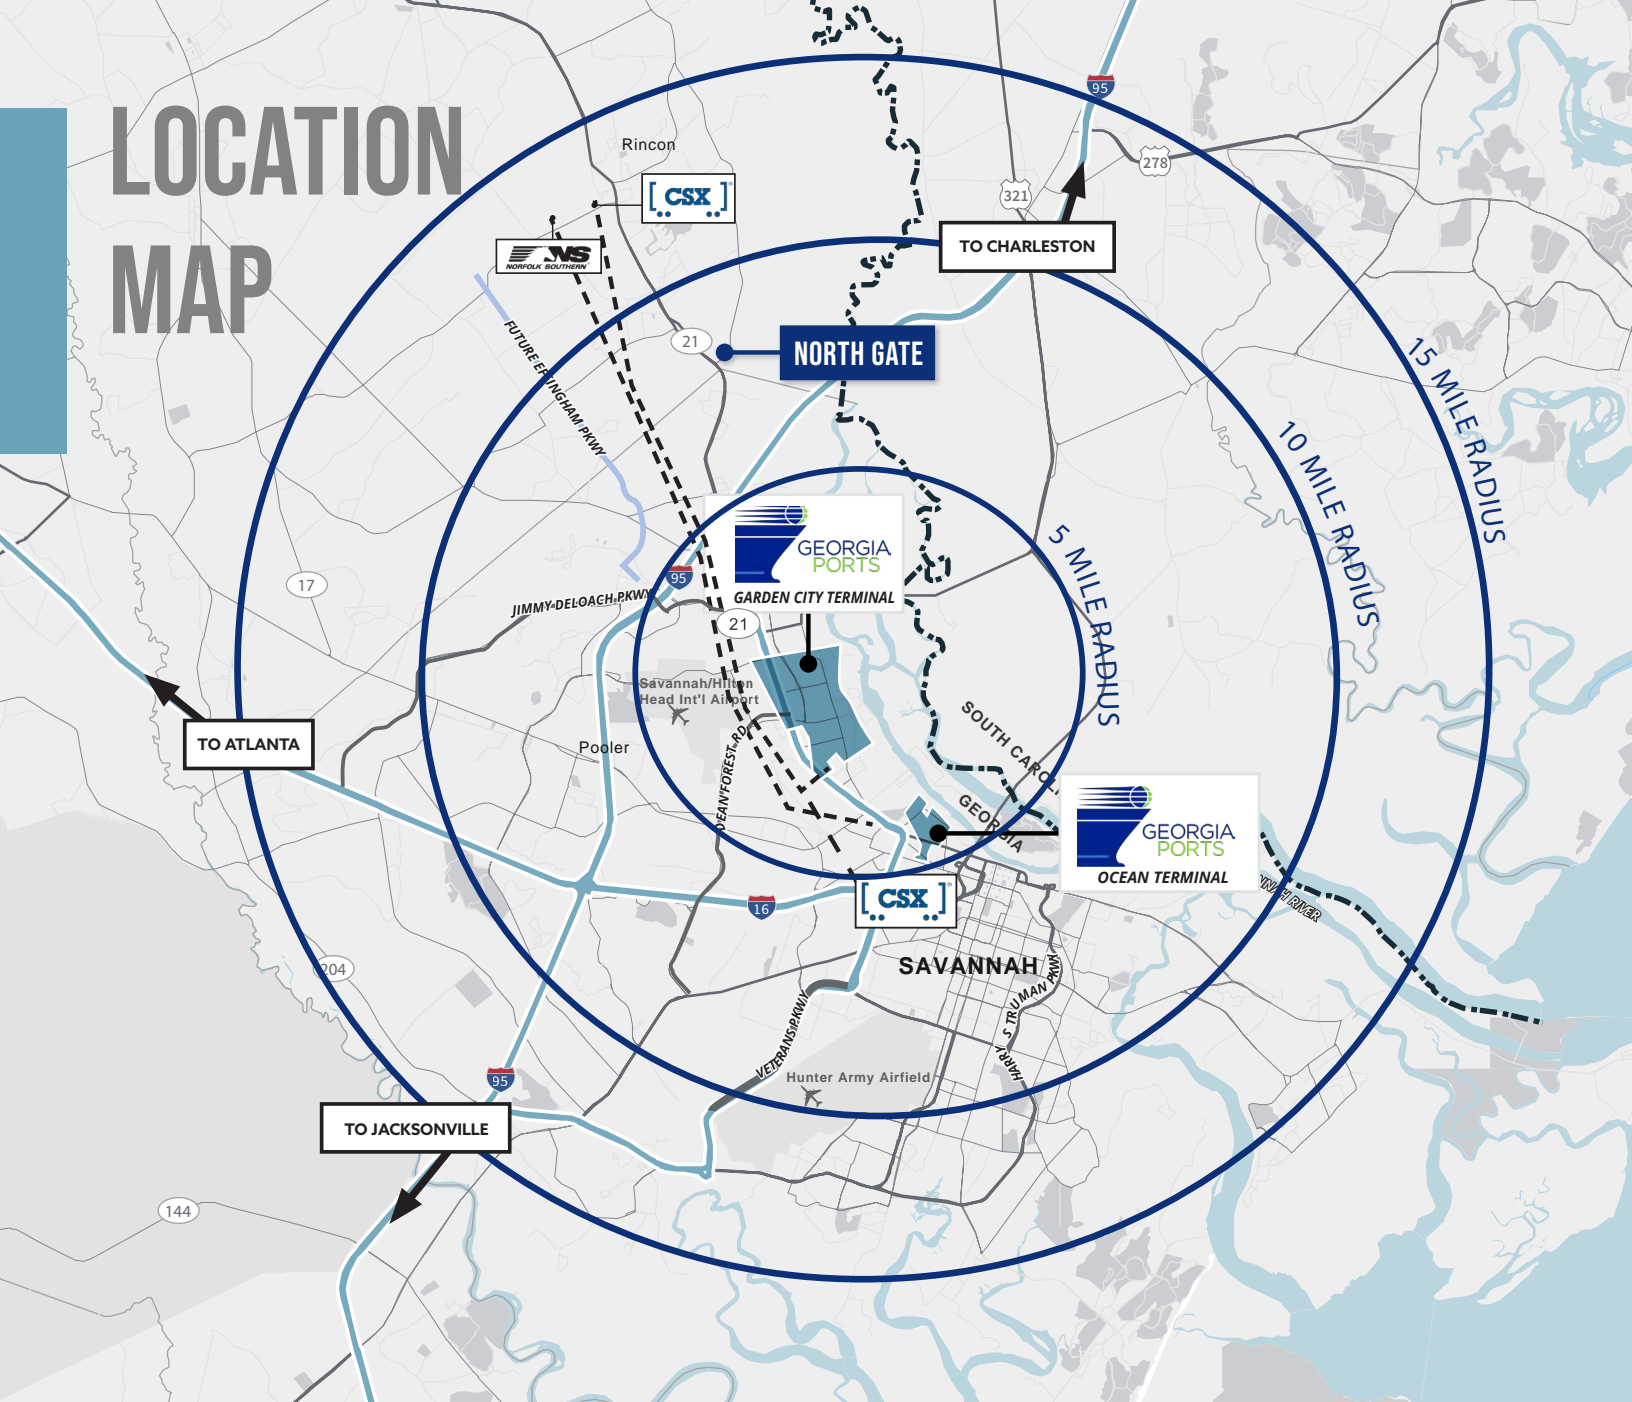 LOCATION
MAP
95
Rincon
278
CSX
321
TO CHARLESTON
NS
NORFOLK SOUTHERN
21
NORTH GATE
FUTURE EFFINGHAM PKWY
15 MILE RADIUS
10 MILE RADIUS
5 MILE RADIUS
GEORGIA
PORTS
GARDEN CITY TERMINAL
95
17
JIMMY DELOACH PKWY
21
Savannah/Hilton
Head Int'l Airport
SOUTH CAROLI
TO ATLANTA
Pooler
DEAN FOREST RD
GEORGIA
GEORGIA
PORTS
OCEAN TERMINAL
NNAH RIVER
16
CSX
SAVANNAH
204
HARRY S TRUMAN PKWY
VETERANS PKWY
95
Hunter Army Airfield
TO JACKSONVILLE
144